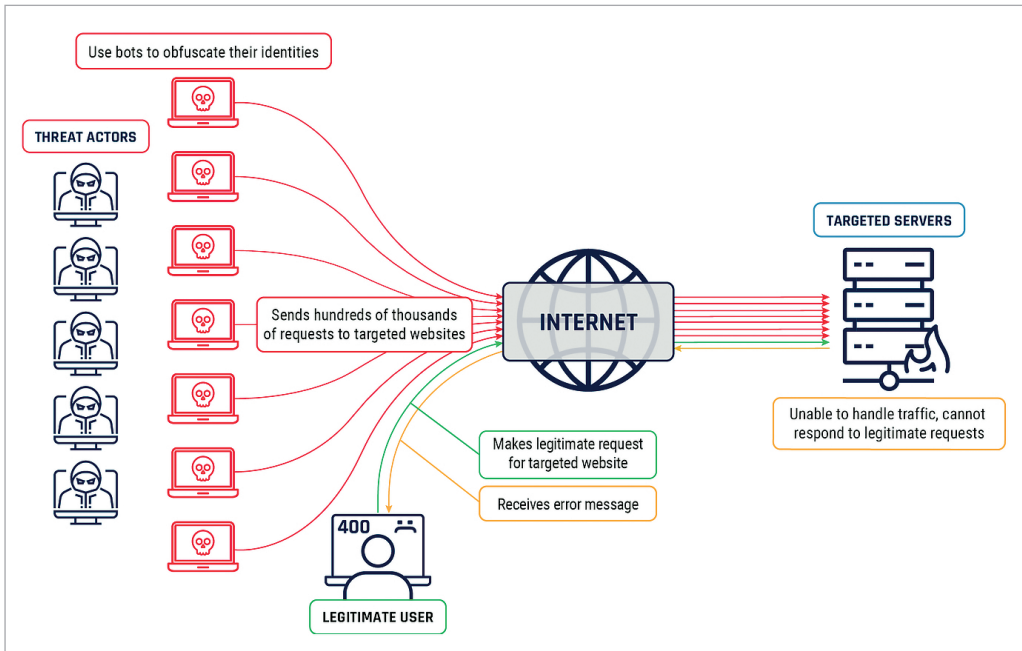 Use bots to obfuscate their identities
THREAT ACTORS
Sends hundreds of thousands
of requests to targeted websites
INTERNET
TARGETED SERVERS
Unable to handle traffic, cannot
respond to legitimate requests
Makes legitimate request
for targeted website
Receives error message
400
LEGITIMATE USER